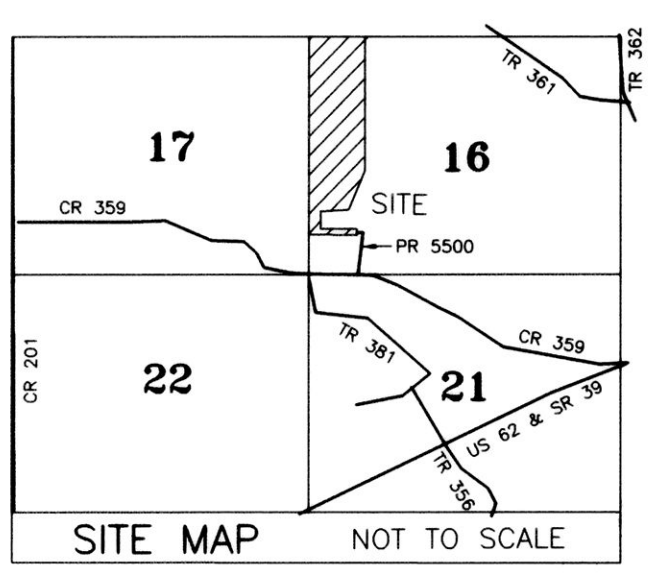 TR 361
TR 362
17
16
CR 359
SITE
PR 5500
CR 201
TR 381
CR 359
22
21
US 62 & SR 39
TR 356
SITE MAP
NOT TO SCALE